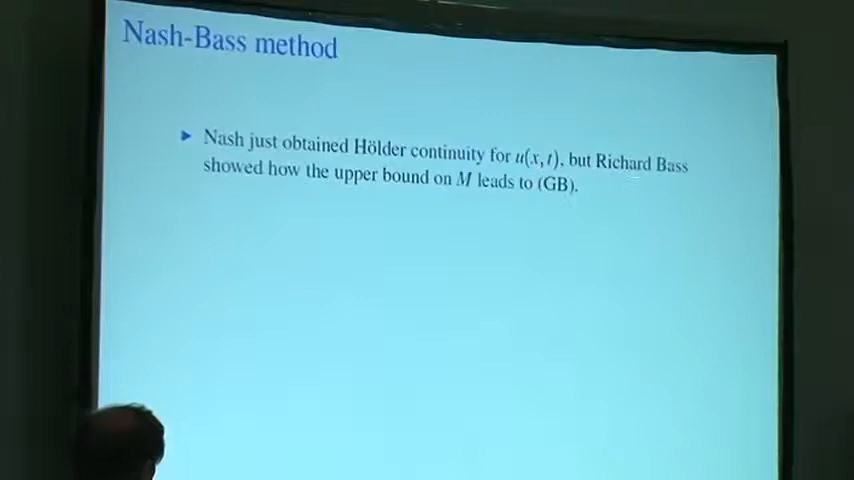 Nash-Bass method
Nash just obtained Hölder continuity for u(x, t), but Richard Bass
showed how the upper bound on M leads to (GB).